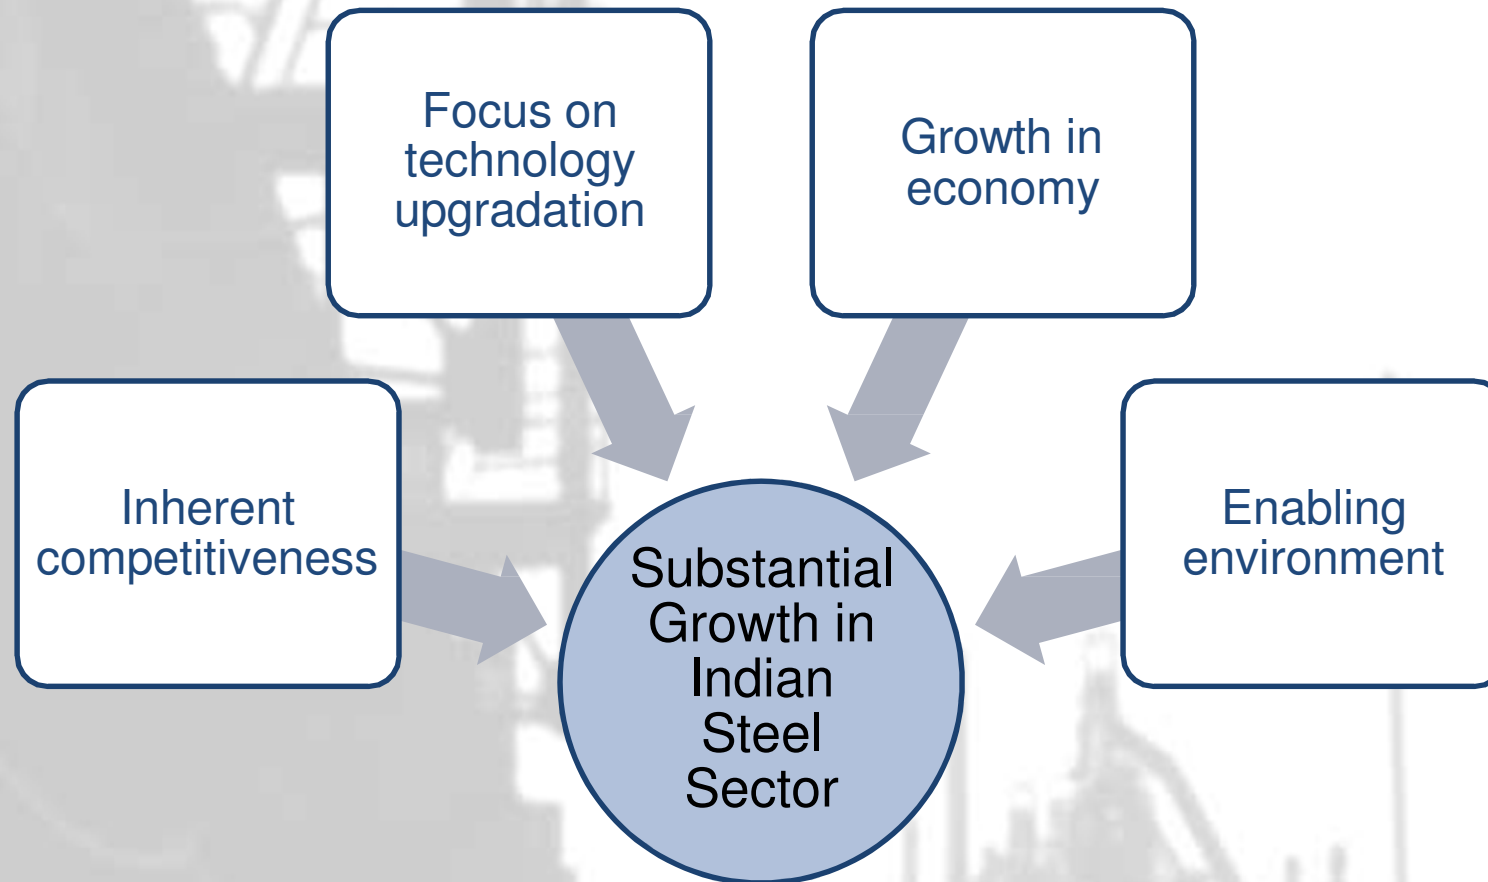 Focus on
technology
upgradation
Growth in
economy
Inherent
competitiveness
Enabling
environment
Substantial
Growth in
Indian
Steel
Sector